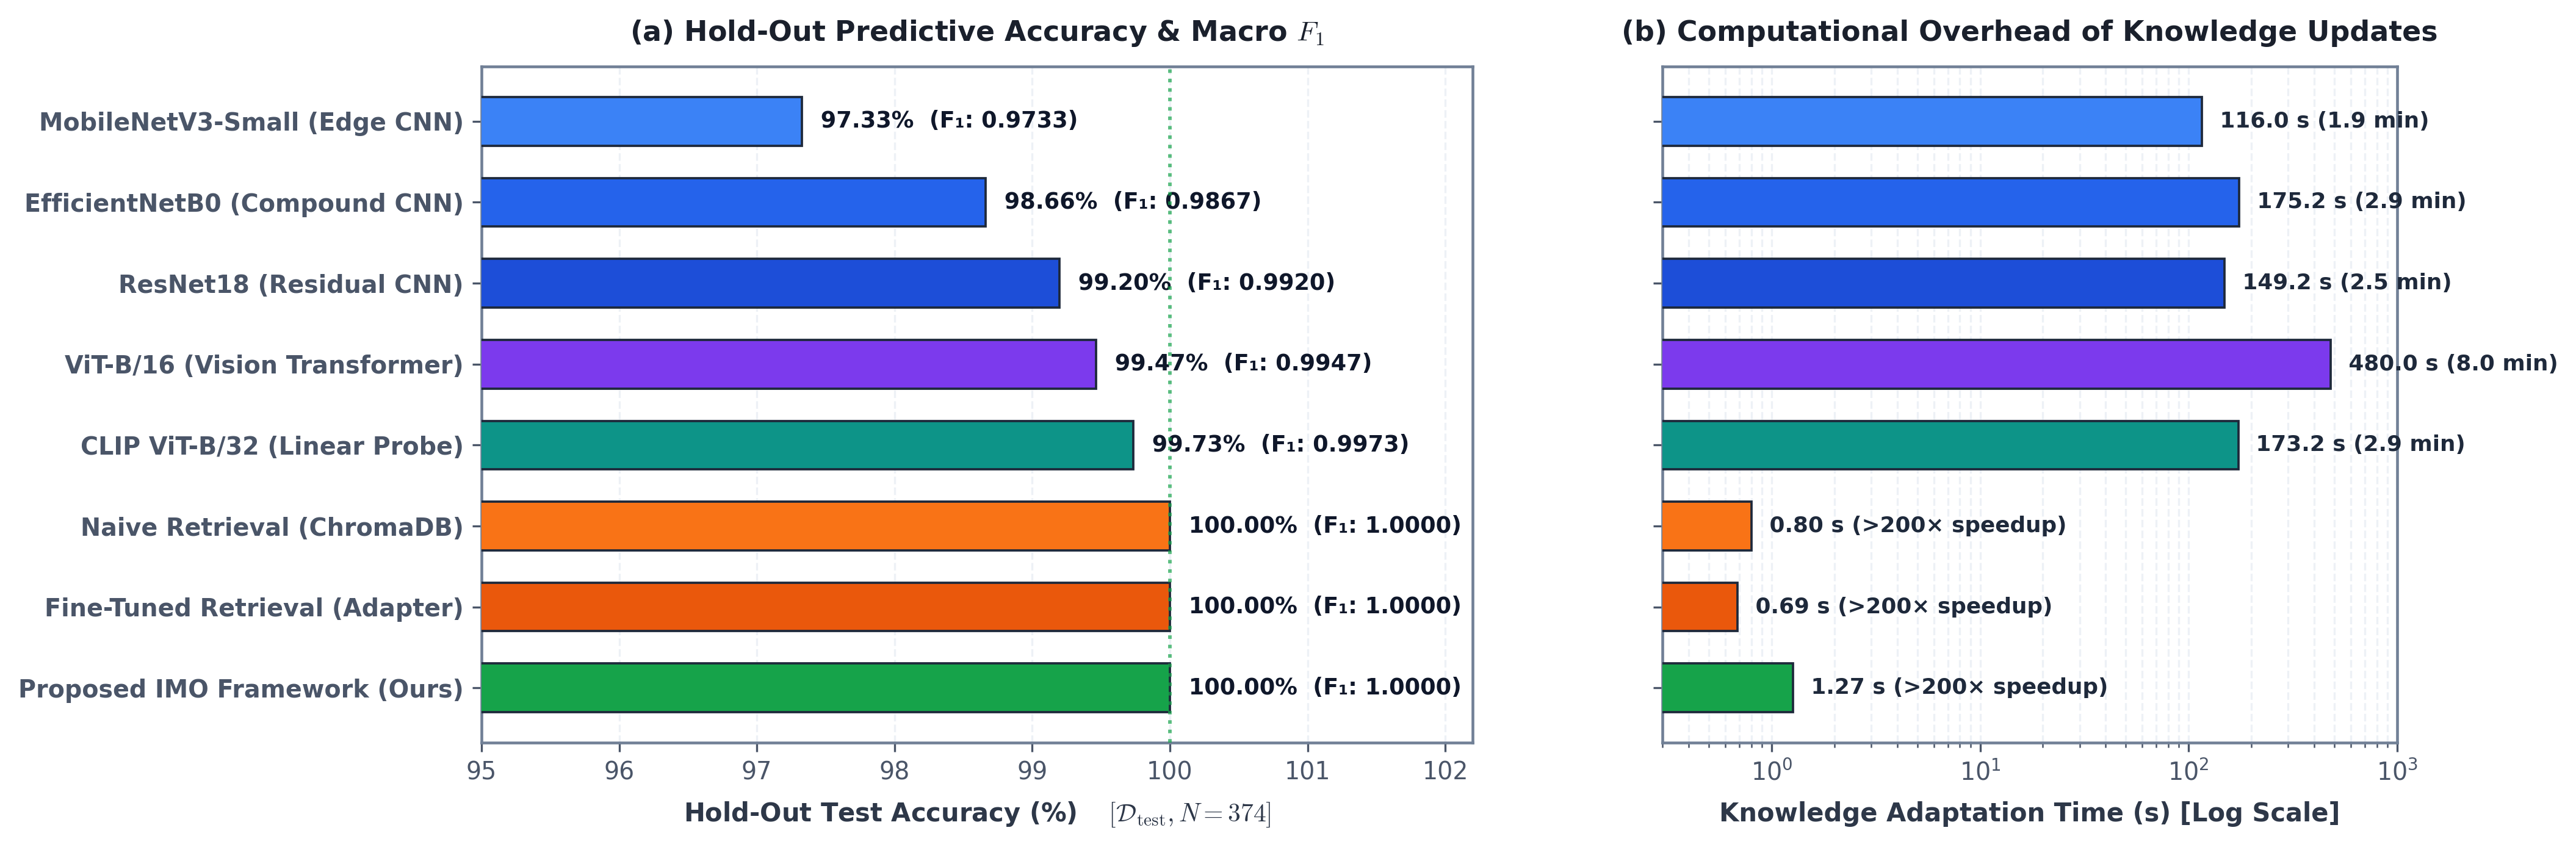 (a) Hold-Out Predictive Accuracy & Macro F₁
MobileNetV3-Small (Edge CNN)
97.33% (F₁: 0.9733)
EfficientNetB0 (Compound CNN)
98.66% (F₁: 0.9867)
ResNet18 (Residual CNN)
99.20% (F₁: 0.9920)
ViT-B/16 (Vision Transformer)
99.47% (F₁: 0.9947)
CLIP ViT-B/32 (Linear Probe)
99.73% (F₁: 0.9973)
Naive Retrieval (ChromaDB)
100.00% (F₁: 1.0000)
Fine-Tuned Retrieval (Adapter)
100.00% (F₁: 1.0000)
Proposed IMO Framework (Ours)
100.00% (F₁: 1.0000)
95 96 97 98 99 100 101 102
Hold-Out Test Accuracy (%) [𝒟test, N = 374]
(b) Computational Overhead of Knowledge Updates
116.0 s (1.9 min)
175.2 s (2.9 min)
149.2 s (2.5 min)
480.0 s (8.0 min)
173.2 s (2.9 min)
0.80 s (>200× speedup)
0.69 s (>200× speedup)
1.27 s (>200× speedup)
10⁰ 10¹ 10² 10³
Knowledge Adaptation Time (s) [Log Scale]